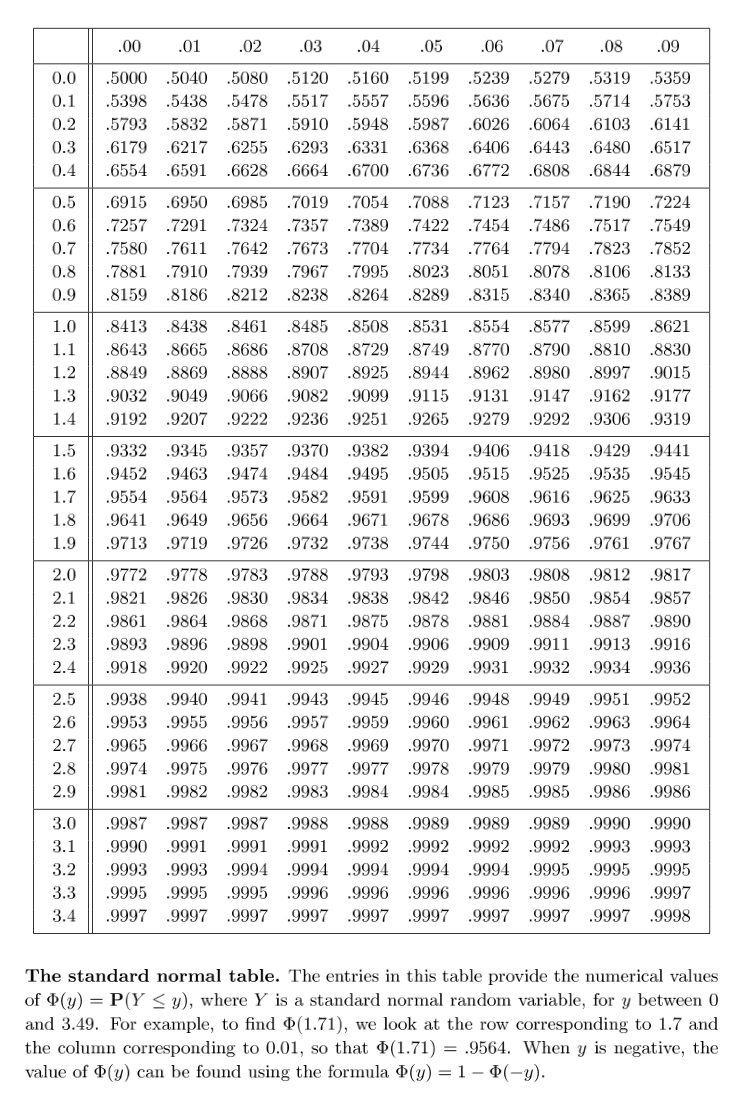 .00 .01 .02 .03 .04 .05 .06 .07 .08 .09
0.0 .5000 .5040 .5080 .5120 .5160 .5199 .5239 .5279 .5319 .5359
0.1 .5398 .5438 .5478 .5517 .5557 .5596 .5636 .5675 .5714 .5753
0.2 .5793 .5832 .5871 .5910 .5948 .5987 .6026 .6064 .6103 .6141
0.3 .6179 .6217 .6255 .6293 .6331 .6368 .6406 .6443 .6480 .6517
0.4 .6554 .6591 .6628 .6664 .6700 .6736 .6772 .6808 .6844 .6879
0.5 .6915 .6950 .6985 .7019 .7054 .7088 .7123 .7157 .7190 .7224
0.6 .7257 .7291 .7324 .7357 .7389 .7422 .7454 .7486 .7517 .7549
0.7 .7580 .7611 .7642 .7673 .7704 .7734 .7764 .7794 .7823 .7852
0.8 .7881 .7910 .7939 .7967 .7995 .8023 .8051 .8078 .8106 .8133
0.9 .8159 .8186 .8212 .8238 .8264 .8289 .8315 .8340 .8365 .8389
1.0 .8413 .8438 .8461 .8485 .8508 .8531 .8554 .8577 .8599 .8621
1.1 .8643 .8665 .8686 .8708 .8729 .8749 .8770 .8790 .8810 .8830
1.2 .8849 .8869 .8888 .8907 .8925 .8944 .8962 .8980 .8997 .9015
1.3 .9032 .9049 .9066 .9082 .9099 .9115 .9131 .9147 .9162 .9177
1.4 .9192 .9207 .9222 .9236 .9251 .9265 .9279 .9292 .9306 .9319
1.5 .9332 .9345 .9357 .9370 .9382 .9394 .9406 .9418 .9429 .9441
1.6 .9452 .9463 .9474 .9484 .9495 .9505 .9515 .9525 .9535 .9545
1.7 .9554 .9564 .9573 .9582 .9591 .9599 .9608 .9616 .9625 .9633
1.8 .9641 .9649 .9656 .9664 .9671 .9678 .9686 .9693 .9699 .9706
1.9 .9713 .9719 .9726 .9732 .9738 .9744 .9750 .9756 .9761 .9767
2.0 .9772 .9778 .9783 .9788 .9793 .9798 .9803 .9808 .9812 .9817
2.1 .9821 .9826 .9830 .9834 .9838 .9842 .9846 .9850 .9854 .9857
2.2 .9861 .9864 .9868 .9871 .9875 .9878 .9881 .9884 .9887 .9890
2.3 .9893 .9896 .9898 .9901 .9904 .9906 .9909 .9911 .9913 .9916
2.4 .9918 .9920 .9922 .9925 .9927 .9929 .9931 .9932 .9934 .9936
2.5 .9938 .9940 .9941 .9943 .9945 .9946 .9948 .9949 .9951 .9952
2.6 .9953 .9955 .9956 .9957 .9959 .9960 .9961 .9962 .9963 .9964
2.7 .9965 .9966 .9967 .9968 .9969 .9970 .9971 .9972 .9973 .9974
2.8 .9974 .9975 .9976 .9977 .9977 .9978 .9979 .9979 .9980 .9981
2.9 .9981 .9982 .9982 .9983 .9984 .9984 .9985 .9985 .9986 .9986
3.0 .9987 .9987 .9987 .9988 .9988 .9989 .9989 .9989 .9990 .9990
3.1 .9990 .9991 .9991 .9991 .9992 .9992 .9992 .9992 .9993 .9993
3.2 .9993 .9993 .9994 .9994 .9994 .9994 .9994 .9995 .9995 .9995
3.3 .9995 .9995 .9995 .9996 .9996 .9996 .9996 .9996 .9996 .9997
3.4 .9997 .9997 .9997 .9997 .9997 .9997 .9997 .9997 .9997 .9998
The standard normal table. The entries in this table provide the numerical values
of Φ(y) = P(Y ≤ y), where Y is a standard normal random variable, for y between 0
and 3.49. For example, to find Φ(1.71), we look at the row corresponding to 1.7 and
the column corresponding to 0.01, so that Φ(1.71) = .9564. When y is negative, the
value of Φ(y) can be found using the formula Φ(y) = 1 − Φ(−y).